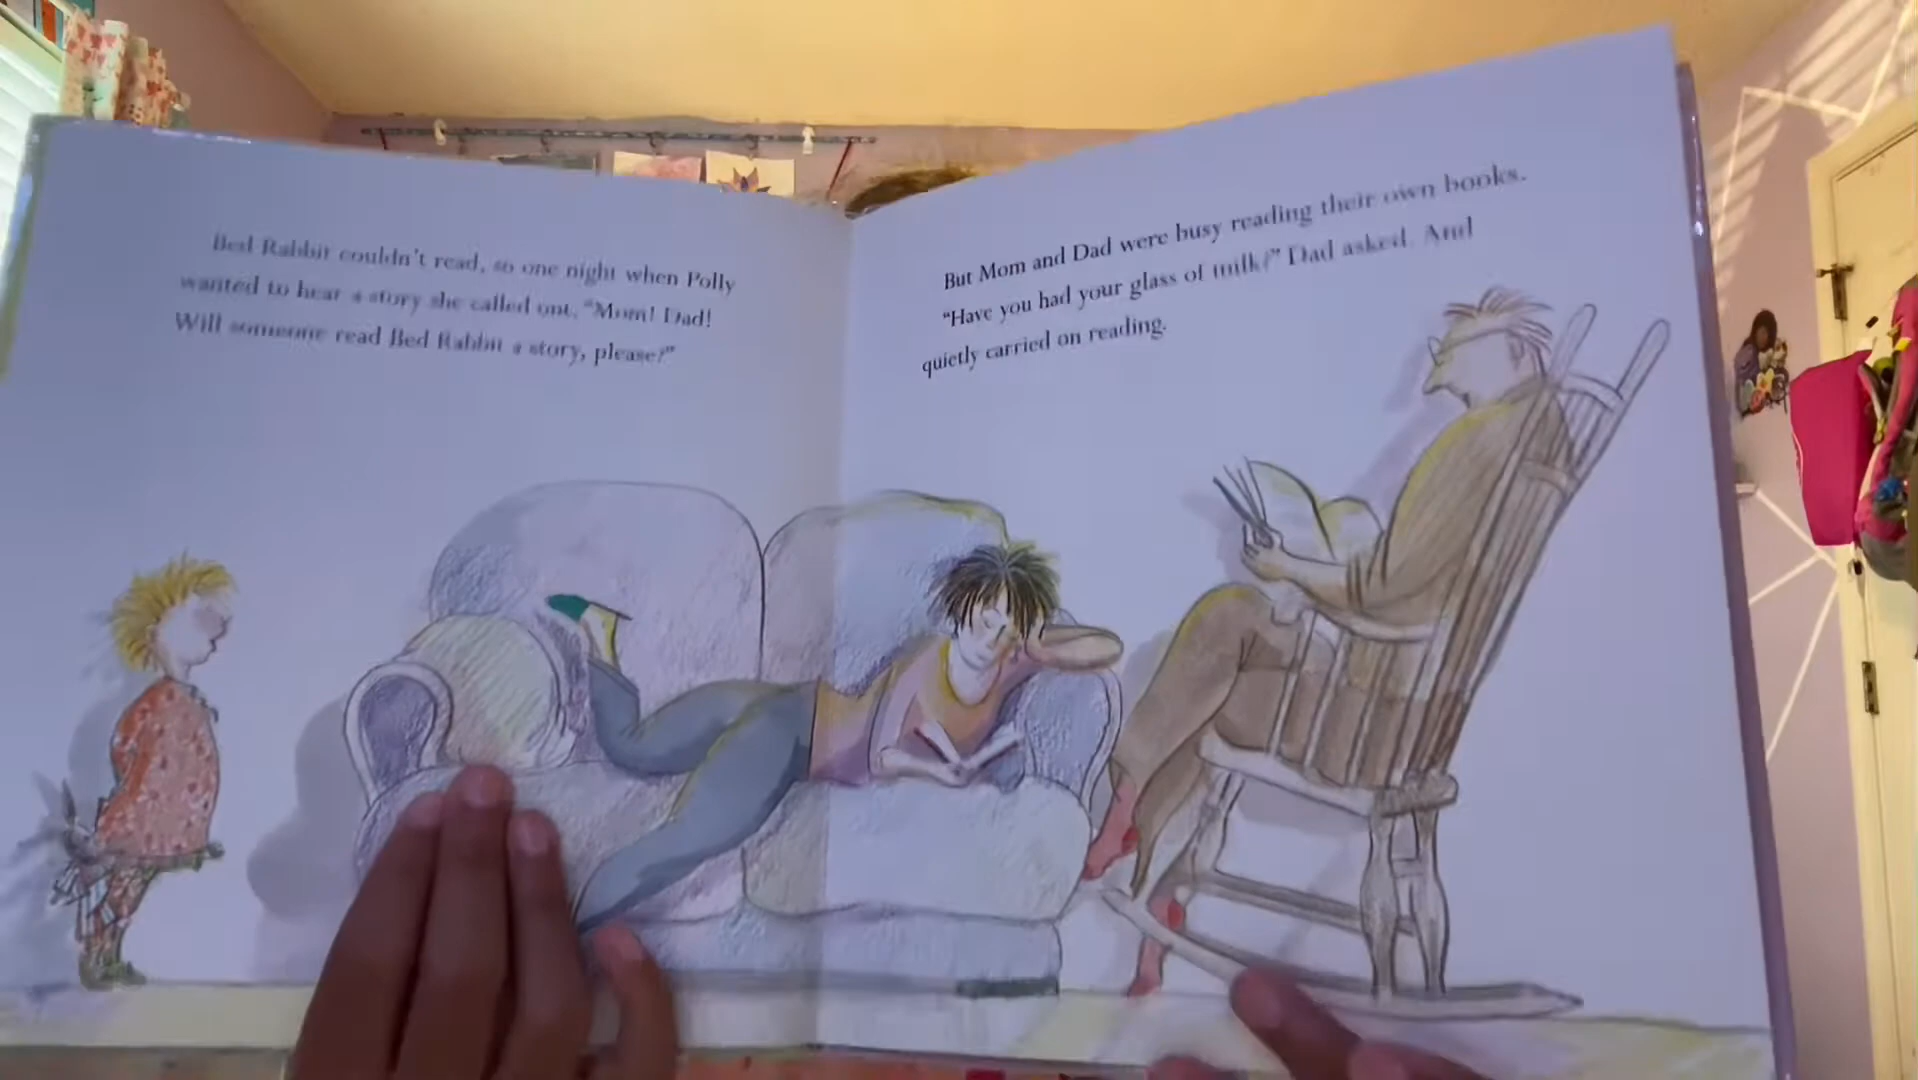 Bed Rabbit couldn't read, so one night when Polly
wanted to hear a story she called out, "Mom! Dad!
Will someone read Bed Rabbit a story, please?"
But Mom and Dad were busy reading their own books.
"Have you had your glass of milk?" Dad asked. And
quietly carried on reading.